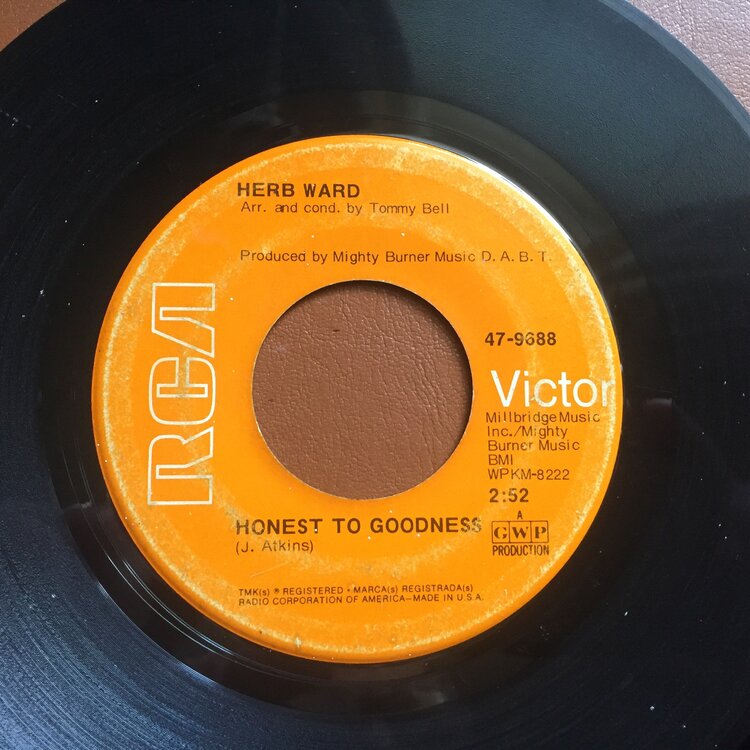 HERB WARD
Arr. and cond. by Tommy Bell
Produced by Mighty Burner Music D. A. B. T.
RCA
47-9688
Victor
Millbridge Music
Inc./Mighty
Burner Music
BMI
WPKM-8222
2:52
A
GWP
PRODUCTION
HONEST TO GOODNESS
(J. Atkins)
TMK(s) ® REGISTERED • MARCA(s) REGISTRADA(s)
RADIO CORPORATION OF AMERICA—MADE IN U.S.A.